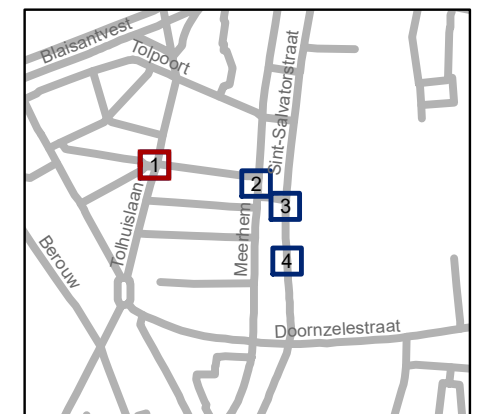 Blaisantvest
Tolpoort
Sint-Salvatorstraat
1
2
3
Tolhuislaan
Meerhem
Berouw
4
Doornzelestraat